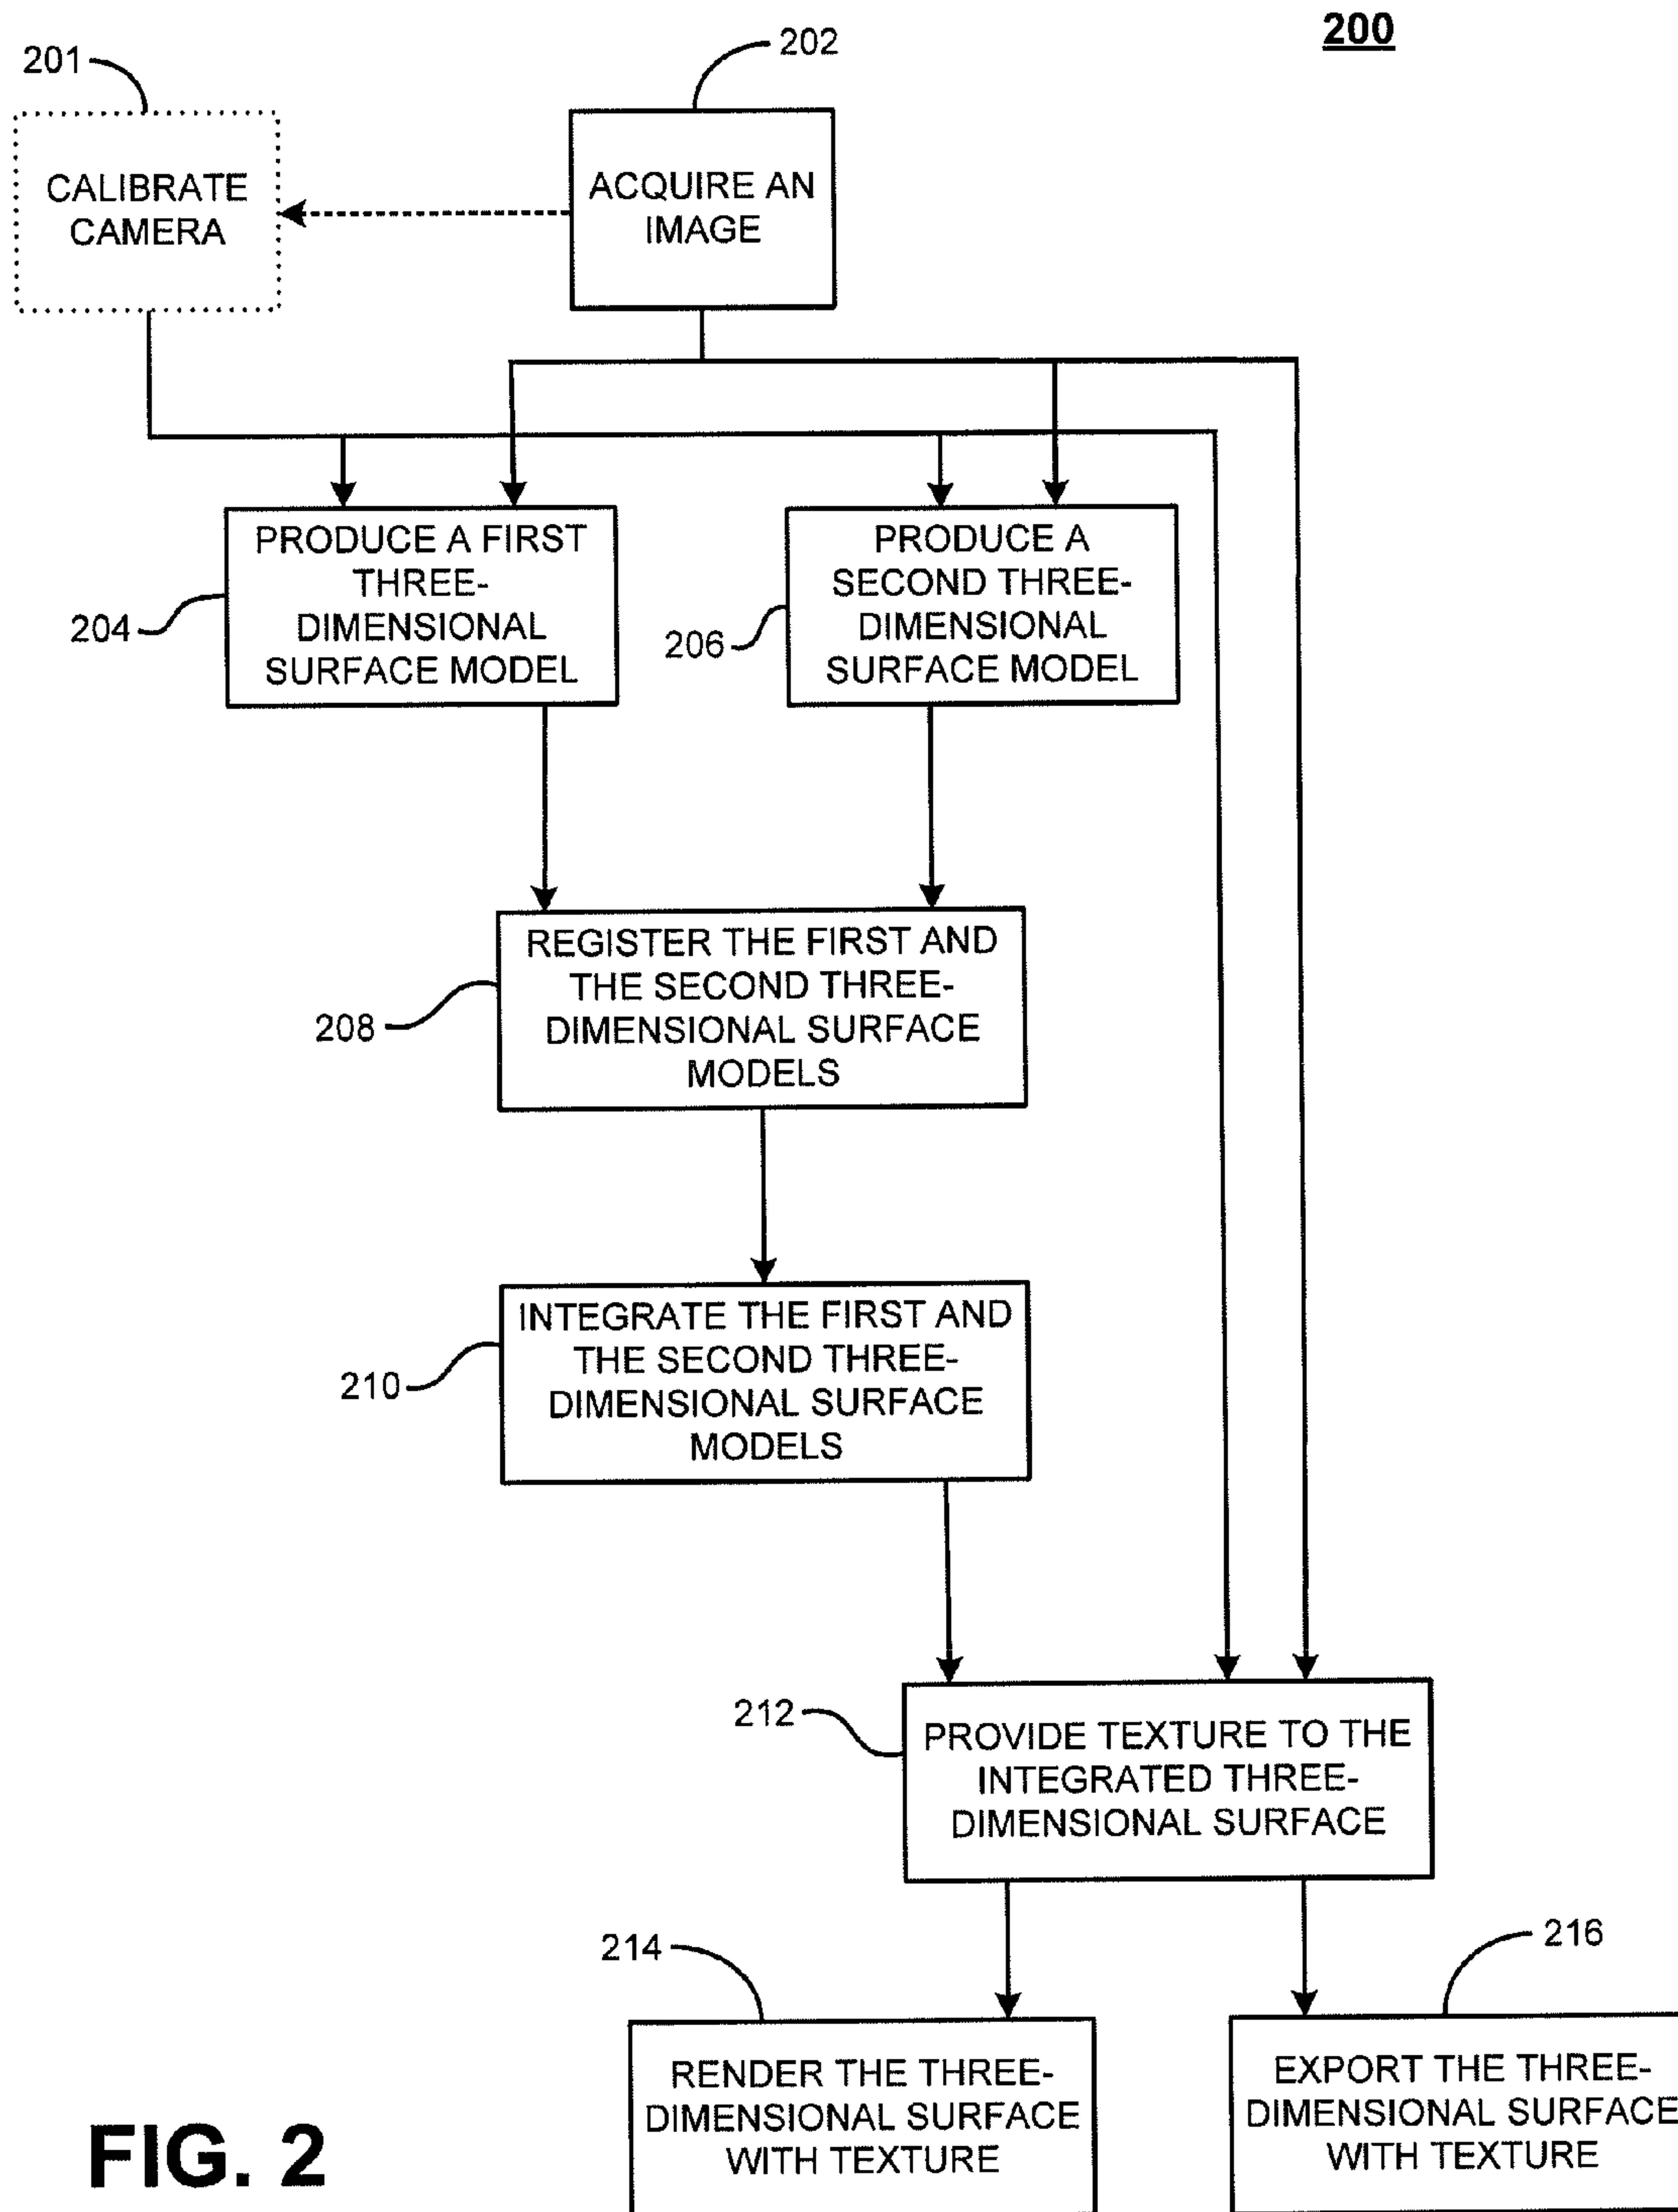 200
201
202
CALIBRATE
CAMERA
ACQUIRE AN
IMAGE
PRODUCE A FIRST
THREE-
DIMENSIONAL
SURFACE MODEL
204
PRODUCE A
SECOND THREE-
DIMENSIONAL
SURFACE MODEL
206
REGISTER THE FIRST AND
THE SECOND THREE-
DIMENSIONAL SURFACE
MODELS
208
INTEGRATE THE FIRST AND
THE SECOND THREE-
DIMENSIONAL SURFACE
MODELS
210
212
PROVIDE TEXTURE TO THE
INTEGRATED THREE-
DIMENSIONAL SURFACE
214
216
RENDER THE THREE-
DIMENSIONAL SURFACE
WITH TEXTURE
EXPORT THE THREE-
DIMENSIONAL SURFACE
WITH TEXTURE
FIG. 2